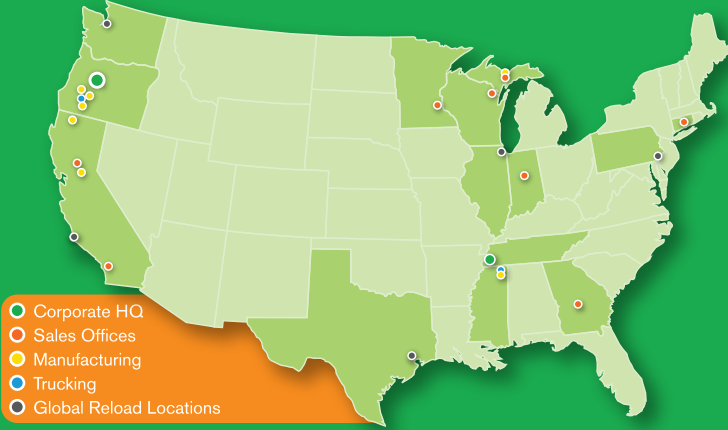 Corporate HQ
Sales Offices
Manufacturing
Trucking
Global Reload Locations